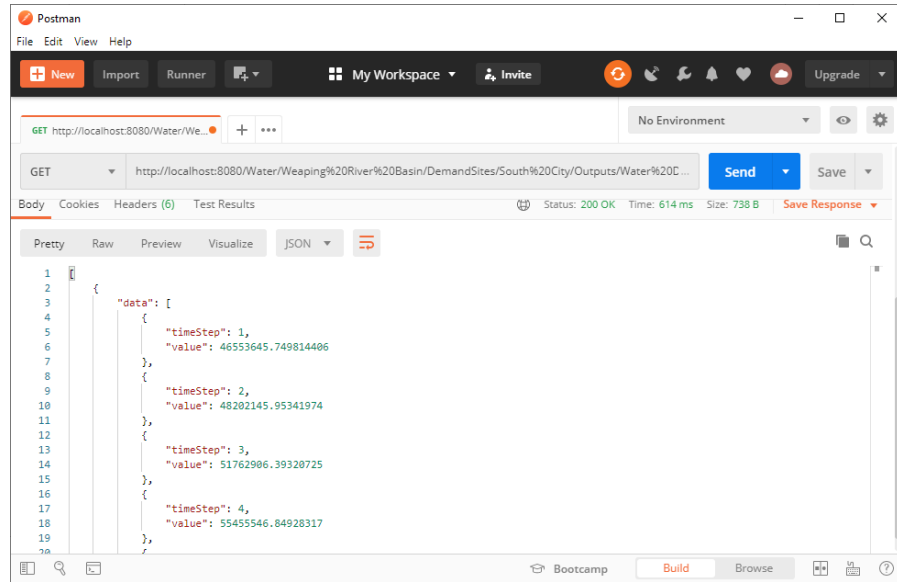 Postman
File Edit View Help
New Import Runner My Workspace Invite Upgrade
GET http://localhost:8080/Water/We... No Environment
GET http://localhost:8080/Water/Weaping%20River%20Basin/DemandSites/South%20City/Outputs/Water%20D... Send Save
Body Cookies Headers (6) Test Results Status: 200 OK Time: 614 ms Size: 738 B Save Response
Pretty Raw Preview Visualize JSON
1 [
2 {
3 "data": [
4 {
5 "timeStep": 1,
6 "value": 46553645.749814406
7 },
8 {
9 "timeStep": 2,
10 "value": 48202145.95341974
11 },
12 {
13 "timeStep": 3,
14 "value": 51762906.39320725
15 },
16 {
17 "timeStep": 4,
18 "value": 55455546.84928317
19 },
20 {
Bootcamp Build Browse